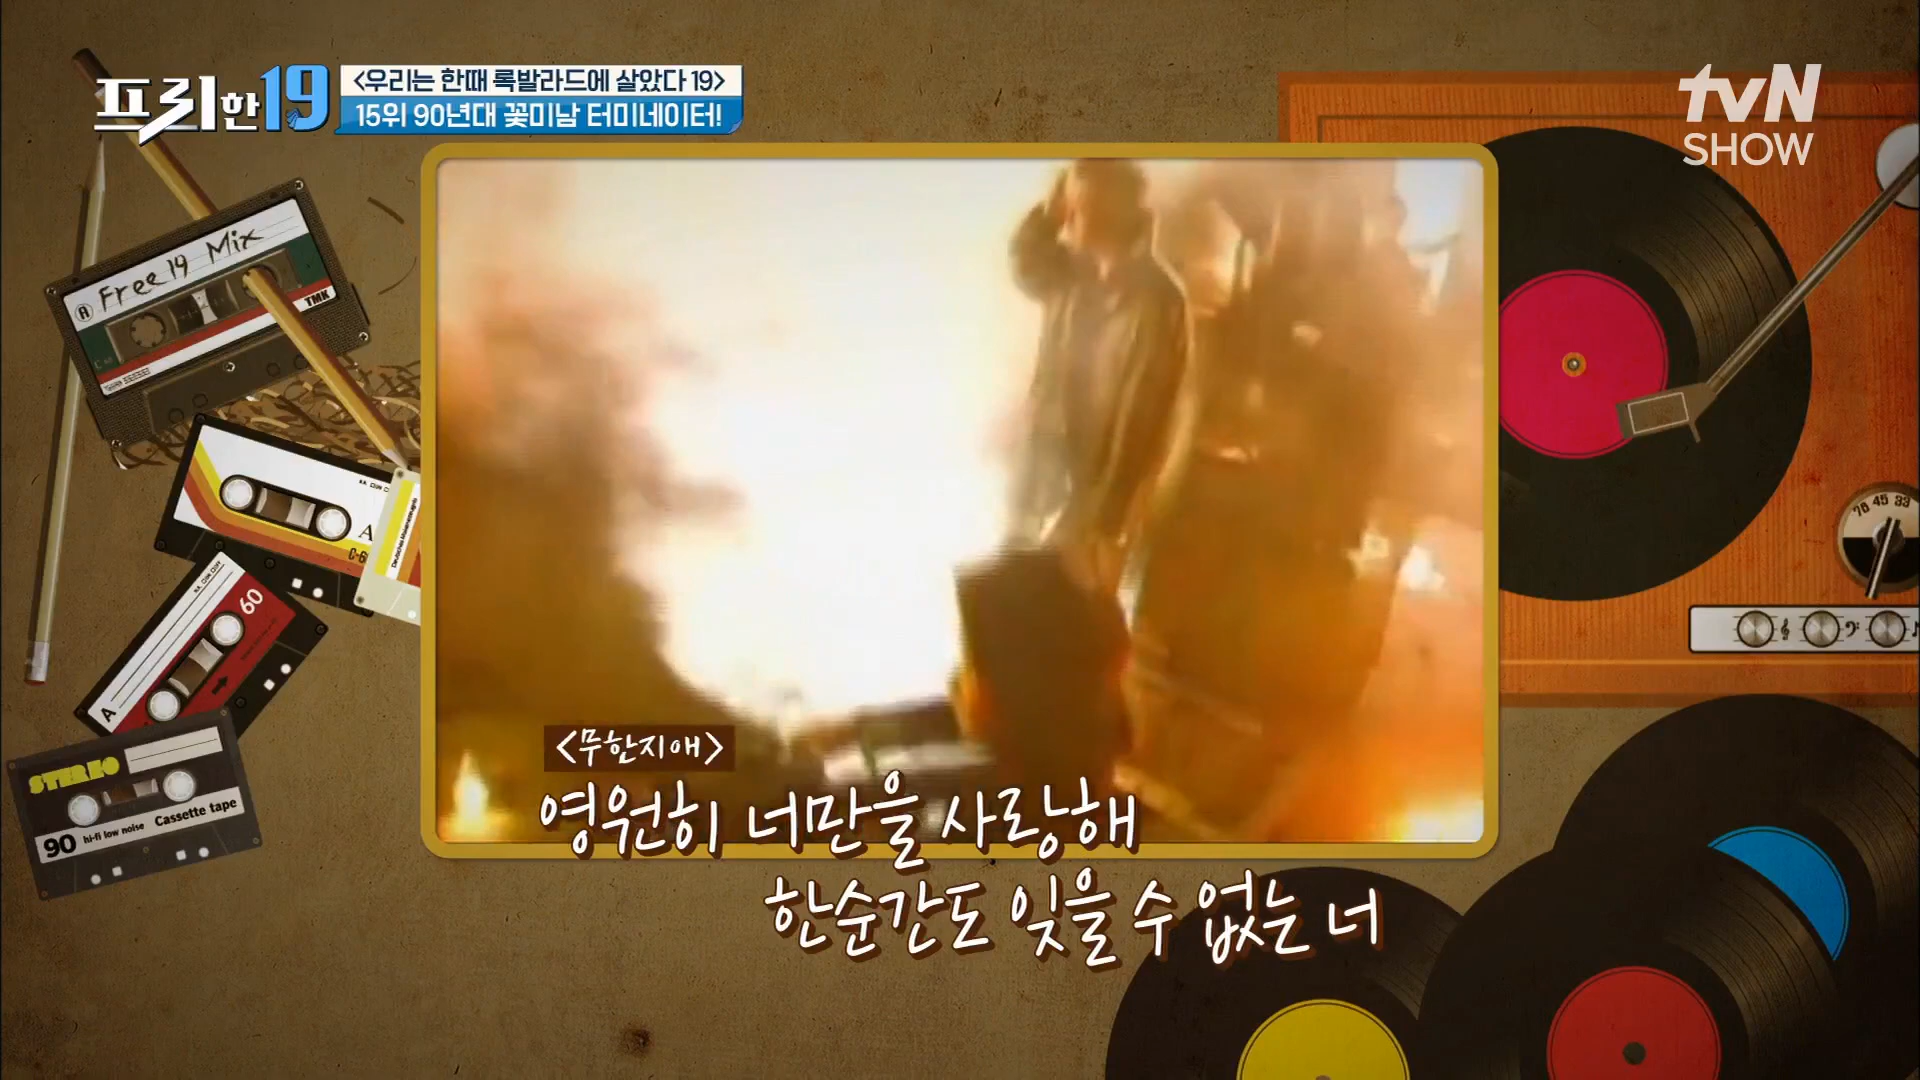 프리한19
<우리는 한때 록발라드에 살았다 19>
15위 90년대 꽃미남 터미네이터!
tvN
SHOW
Free 19 Mix
A
TMK
A
C-6
60
A
STEREO
90 hi-fi low noise Cassette tape
78 45 33
<무한지애>
영원히 너만을 사랑해
한순간도 잊을 수 없는 너